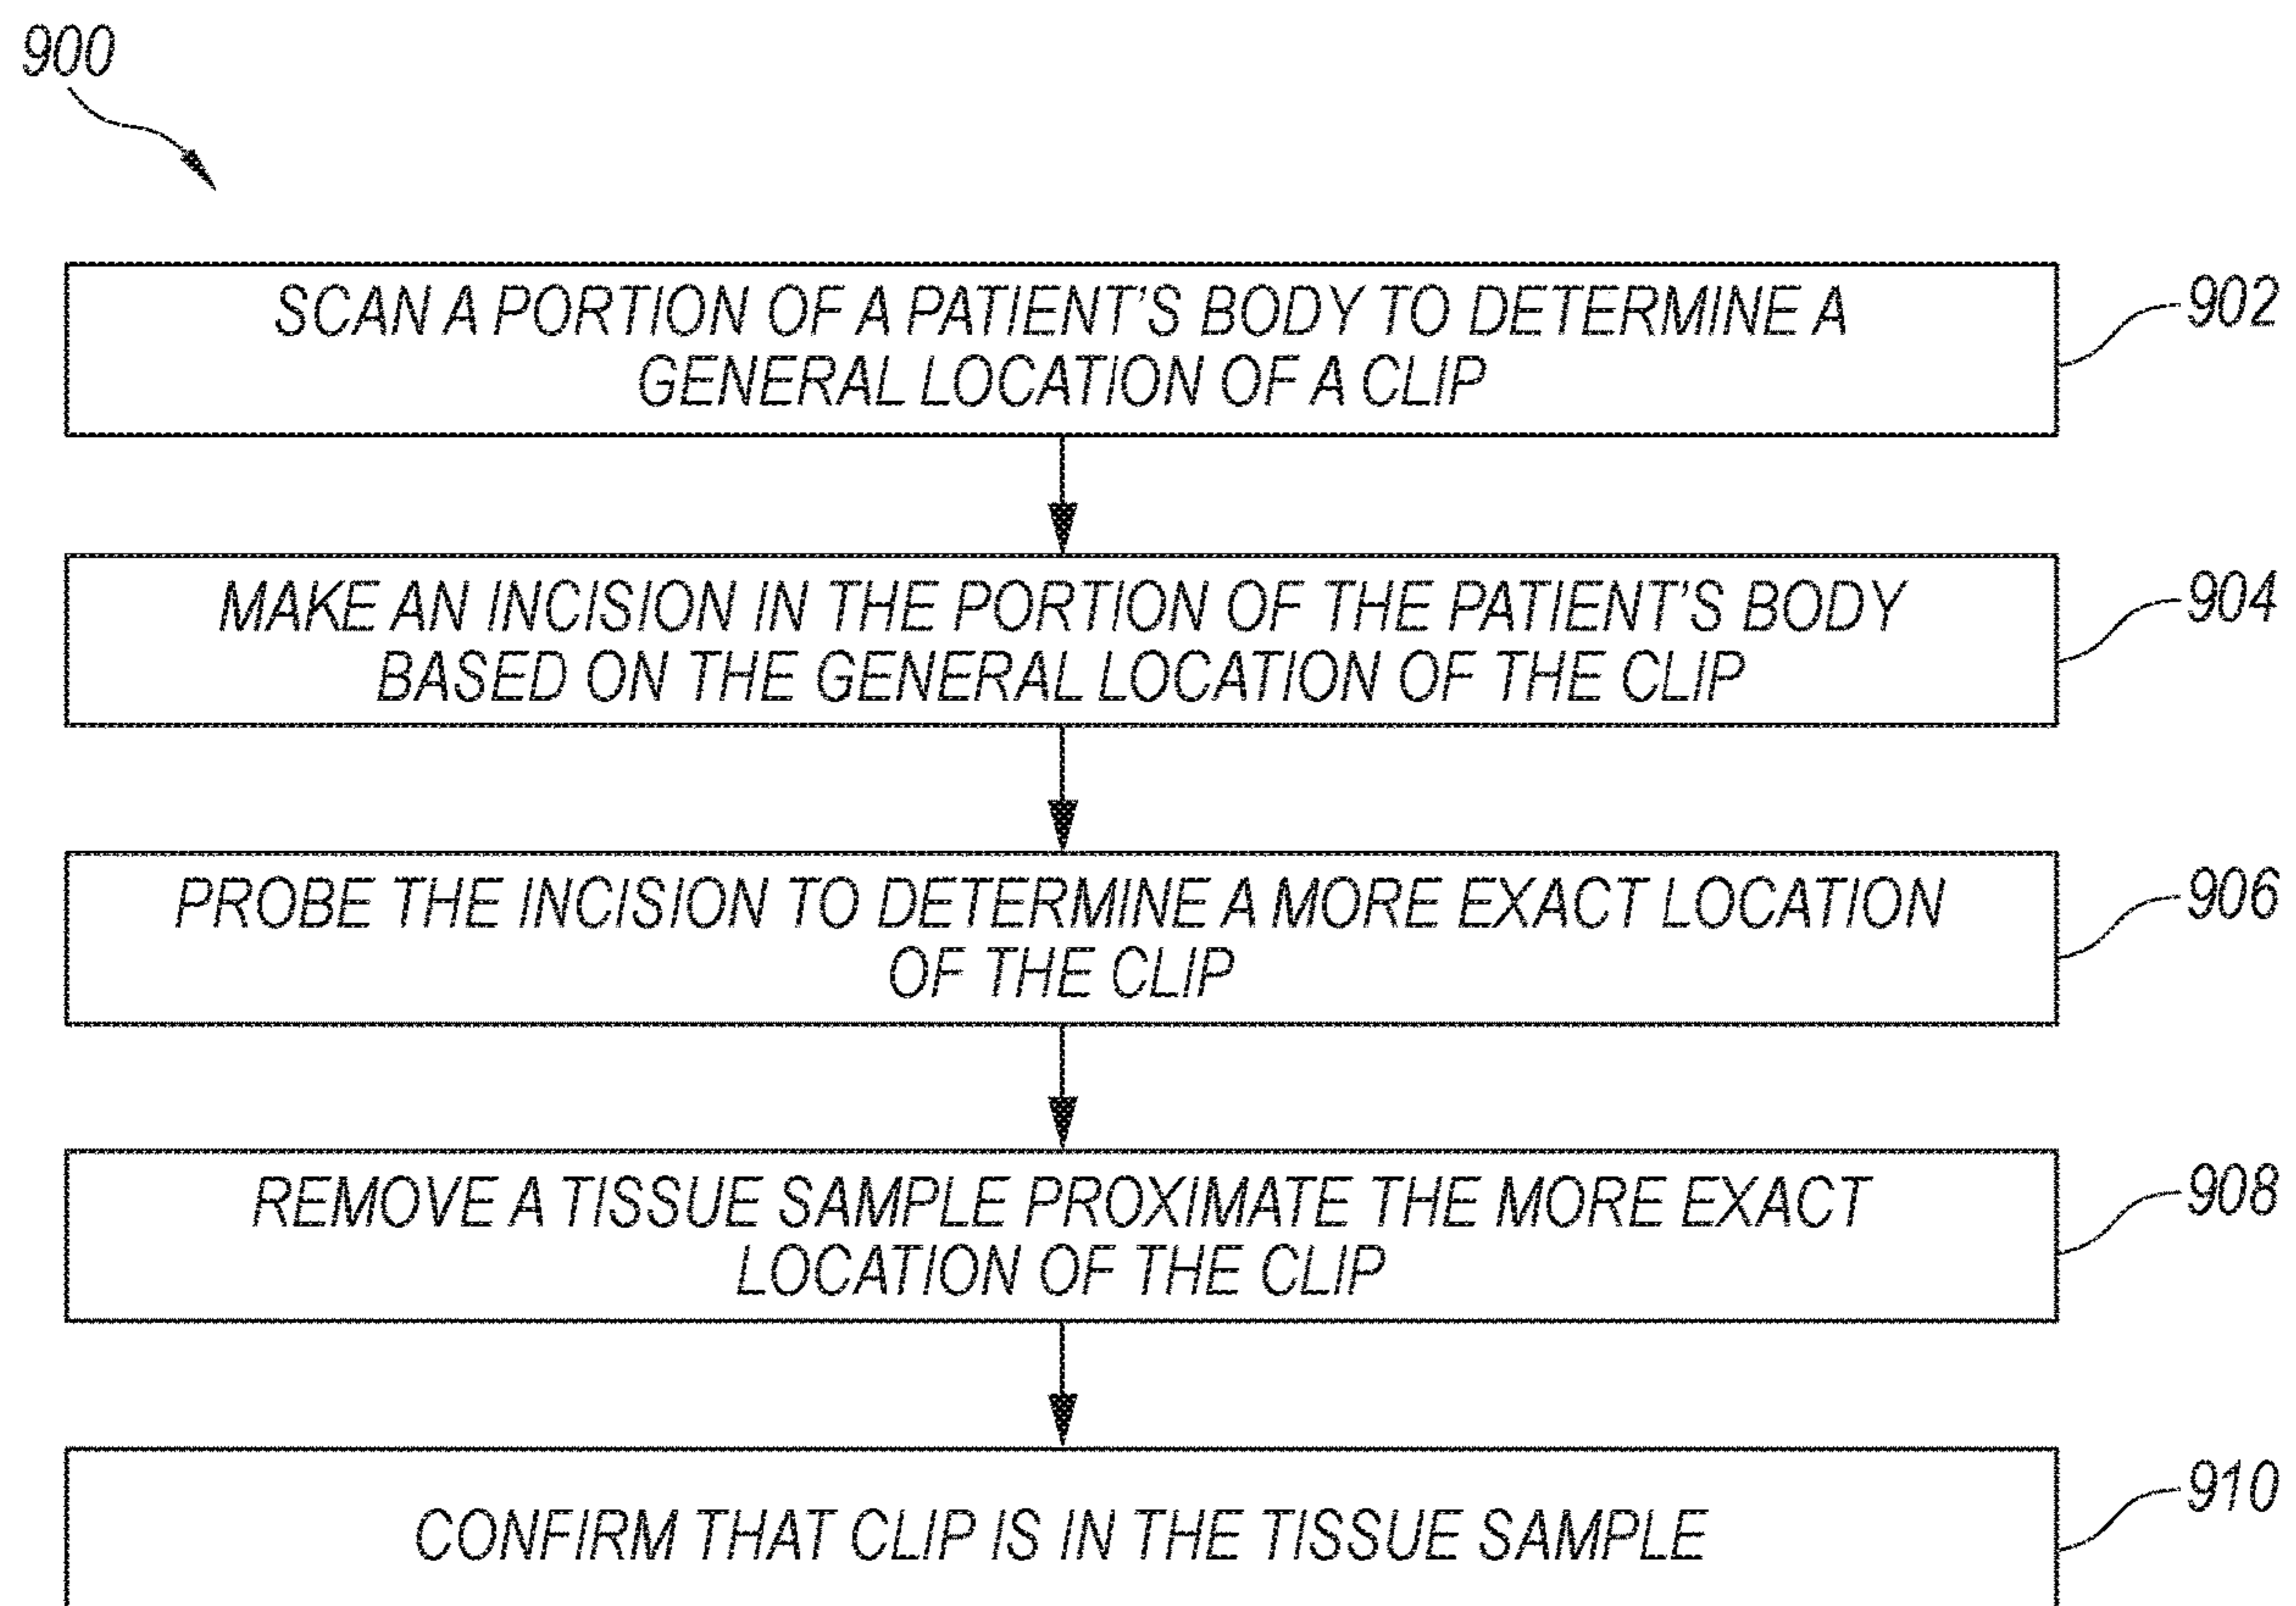 900
SCAN A PORTION OF A PATIENT'S BODY TO DETERMINE A
GENERAL LOCATION OF A CLIP
902
MAKE AN INCISION IN THE PORTION OF THE PATIENT'S BODY
BASED ON THE GENERAL LOCATION OF THE CLIP
904
PROBE THE INCISION TO DETERMINE A MORE EXACT LOCATION
OF THE CLIP
906
REMOVE A TISSUE SAMPLE PROXIMATE THE MORE EXACT
LOCATION OF THE CLIP
908
CONFIRM THAT CLIP IS IN THE TISSUE SAMPLE
910